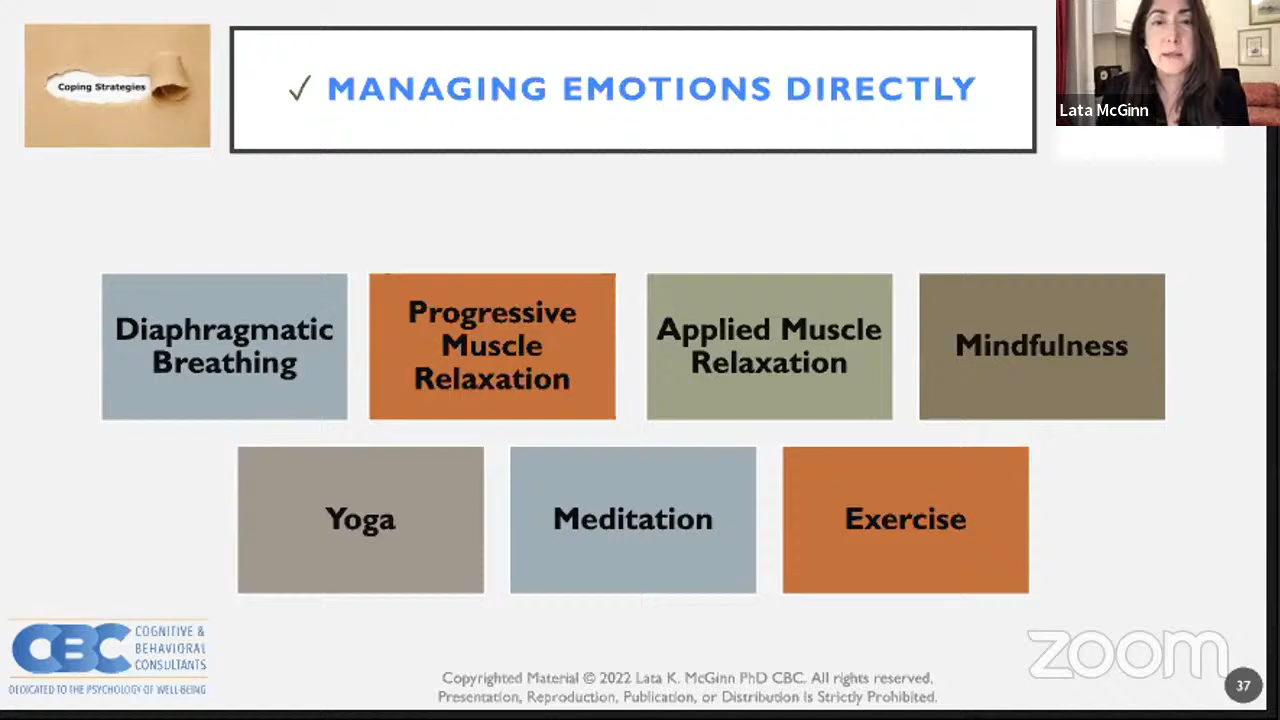 Coping Strategies
✓ MANAGING EMOTIONS DIRECTLY
Lata McGinn
Diaphragmatic
Breathing
Progressive
Muscle
Relaxation
Applied Muscle
Relaxation
Mindfulness
Yoga
Meditation
Exercise
CBC
COGNITIVE &
BEHAVIORAL
CONSULTANTS
DEDICATED TO THE PSYCHOLOGY OF WELL-BEING
Copyrighted Material © 2022 Lata K. McGinn PhD CBC. All rights reserved.
Presentation, Reproduction, Publication, or Distribution Is Strictly Prohibited.
zoom
37